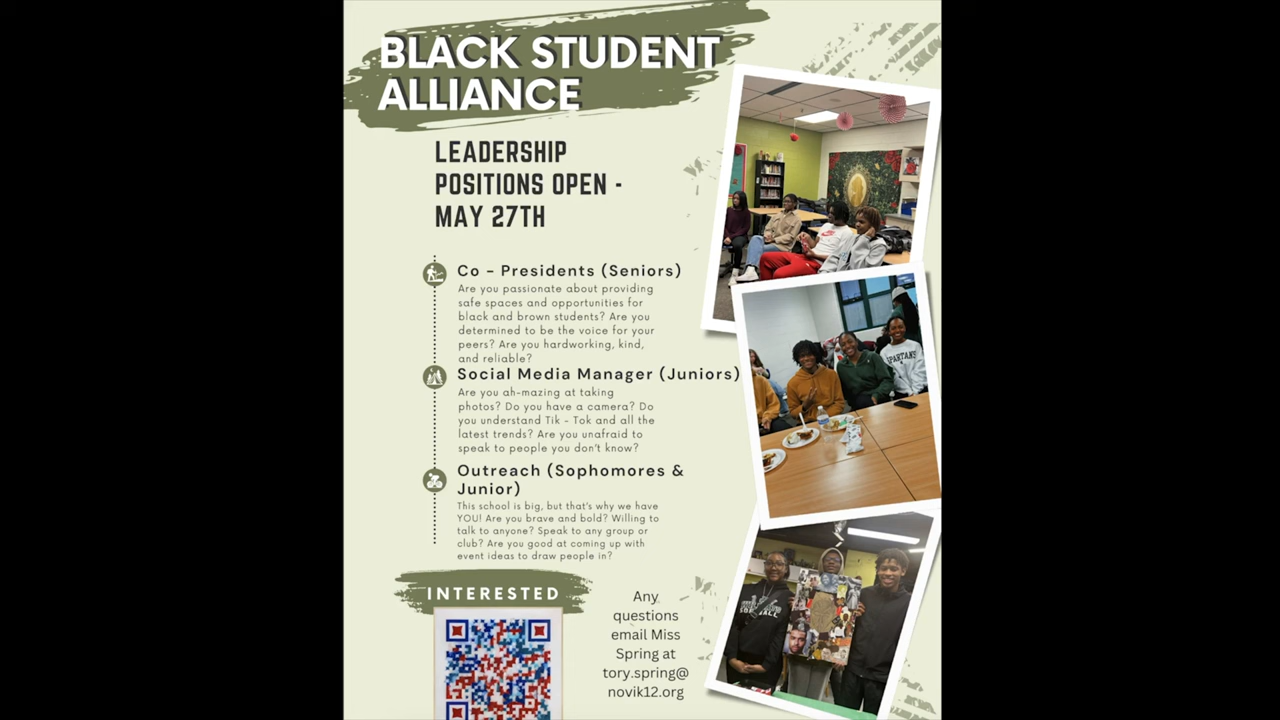 BLACK STUDENT
ALLIANCE
LEADERSHIP
POSITIONS OPEN -
MAY 27TH
Co - Presidents (Seniors)
Are you passionate about providing
safe spaces and opportunities for
black and brown students? Are you
determined to be the voice for your
peers? Are you hardworking, kind,
and reliable?
Social Media Manager (Juniors)
Are you ah-mazing at taking
photos? Do you have a camera? Do
you understand Tik - Tok and all the
latest trends? Are you unafraid to
speak to people you don't know?
Outreach (Sophomores &
Junior)
This school is big, but that's why we have
YOU! Are you brave and bold? Willing to
talk to anyone? Speak to any group or
club? Are you good at coming up with
event ideas to draw people in?
INTERESTED
Any
questions
email Miss
Spring at
tory.spring@
novik12.org
SPARTANS